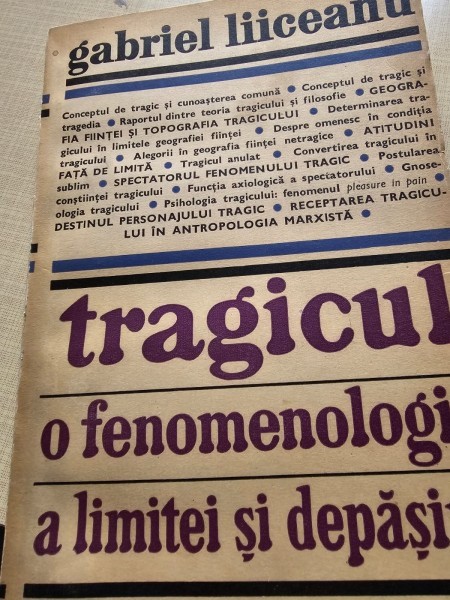 gabriel liiceanu
Conceptul de tragic și cunoașterea comună ● Conceptul de tragic și
tragedia ● Raportul dintre teoria tragicului și filosofie ● GEOGRA-
FIA FIINȚEI ȘI TOPOGRAFIA TRAGICULUI ● Determinarea tra-
gicului în limitele geografiei ființei ● Despre omenesc în condiția
tragicului ● Alegorii în geografia ființei netragice ● ATITUDINI
FAȚĂ DE LIMITĂ ● Tragicul anulat ● Convertirea tragicului în
sublim ● SPECTATORUL FENOMENULUI TRAGIC ● Postularea
conștiinței tragicului ● Funcția axiologică a spectatorului ● Gnose-
ologia tragicului ● Psihologia tragicului: fenomenul pleasure in pain ●
DESTINUL PERSONAJULUI TRAGIC ● RECEPTAREA TRAGICU-
LUI ÎN ANTROPOLOGIA MARXISTĂ ●
tragicul
o fenomenologi
a limitei și depăși